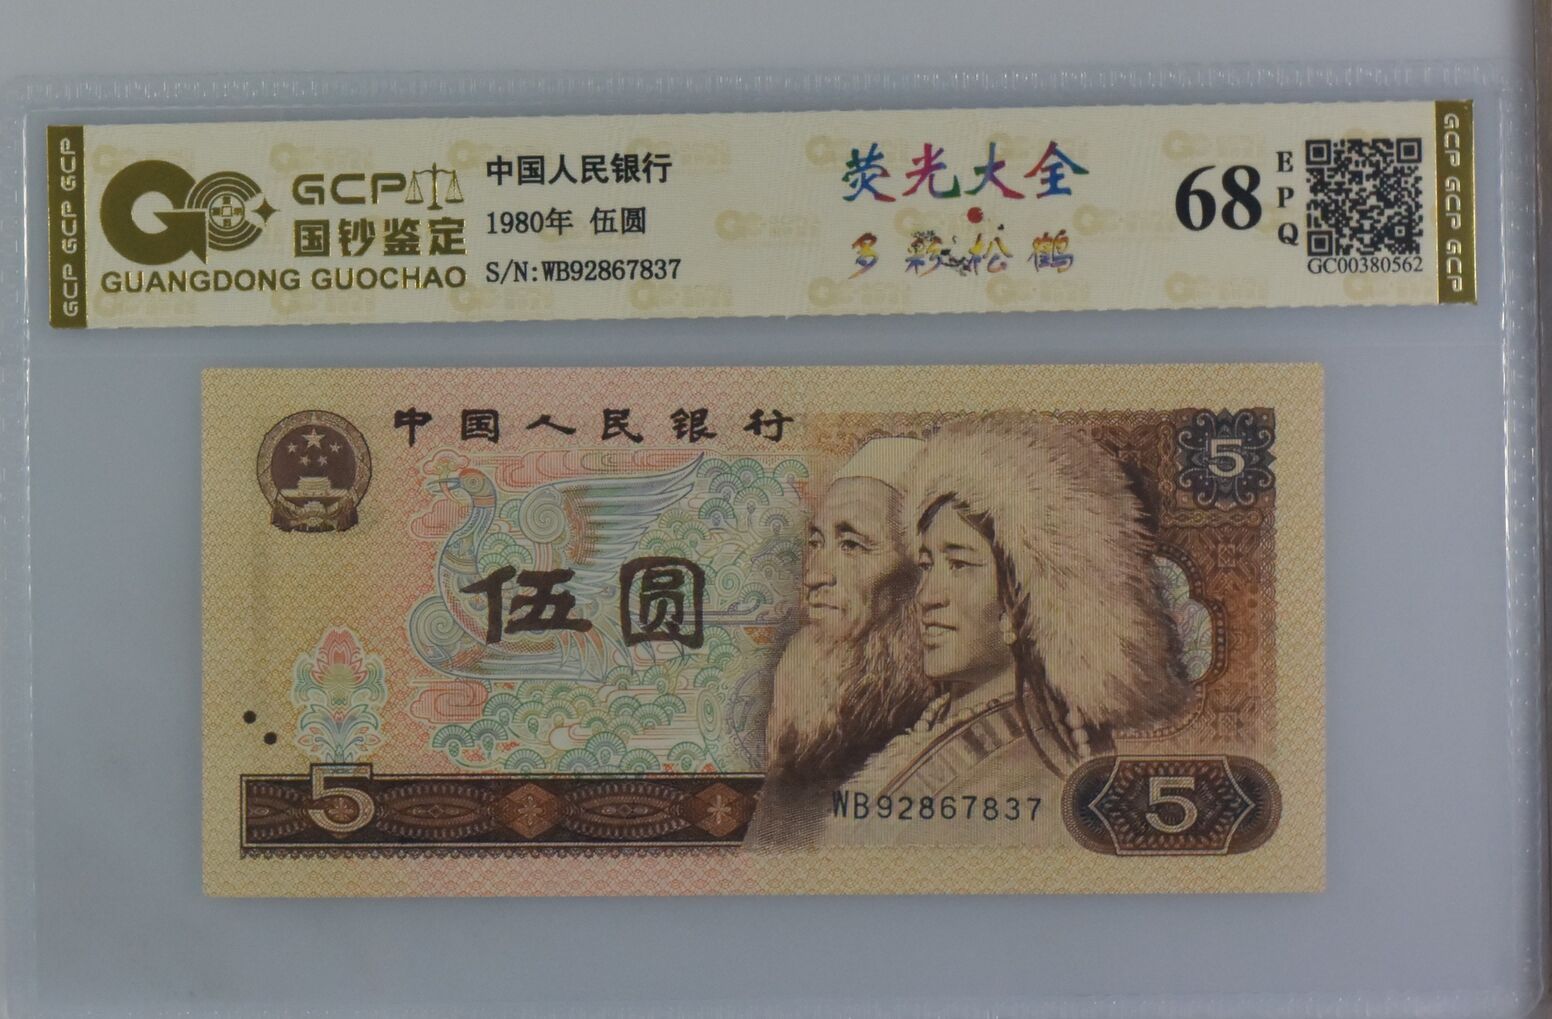 GCP GCP GCP
GCP
国钞鉴定
GUANGDONG GUOCHAO
中国人民银行
1980年 伍圆
S/N:WB92867837
荧光大全
多彩松鹤
68
EPQ
GC00380562
GCP GCP GCP
中国人民银行
5
伍圆
5
WB92867837
5